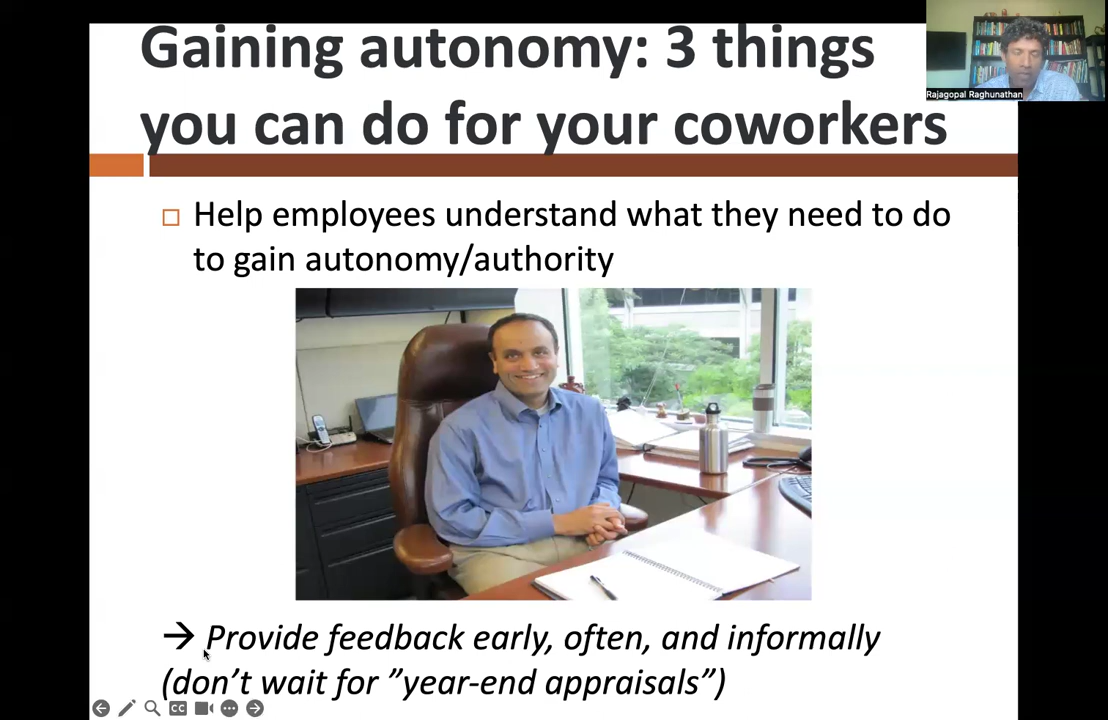 Gaining autonomy: 3 things
you can do for your coworkers
Rajagopal Raghunathan
Help employees understand what they need to do
to gain autonomy/authority
→ Provide feedback early, often, and informally
(don’t wait for ”year-end appraisals”)
CC